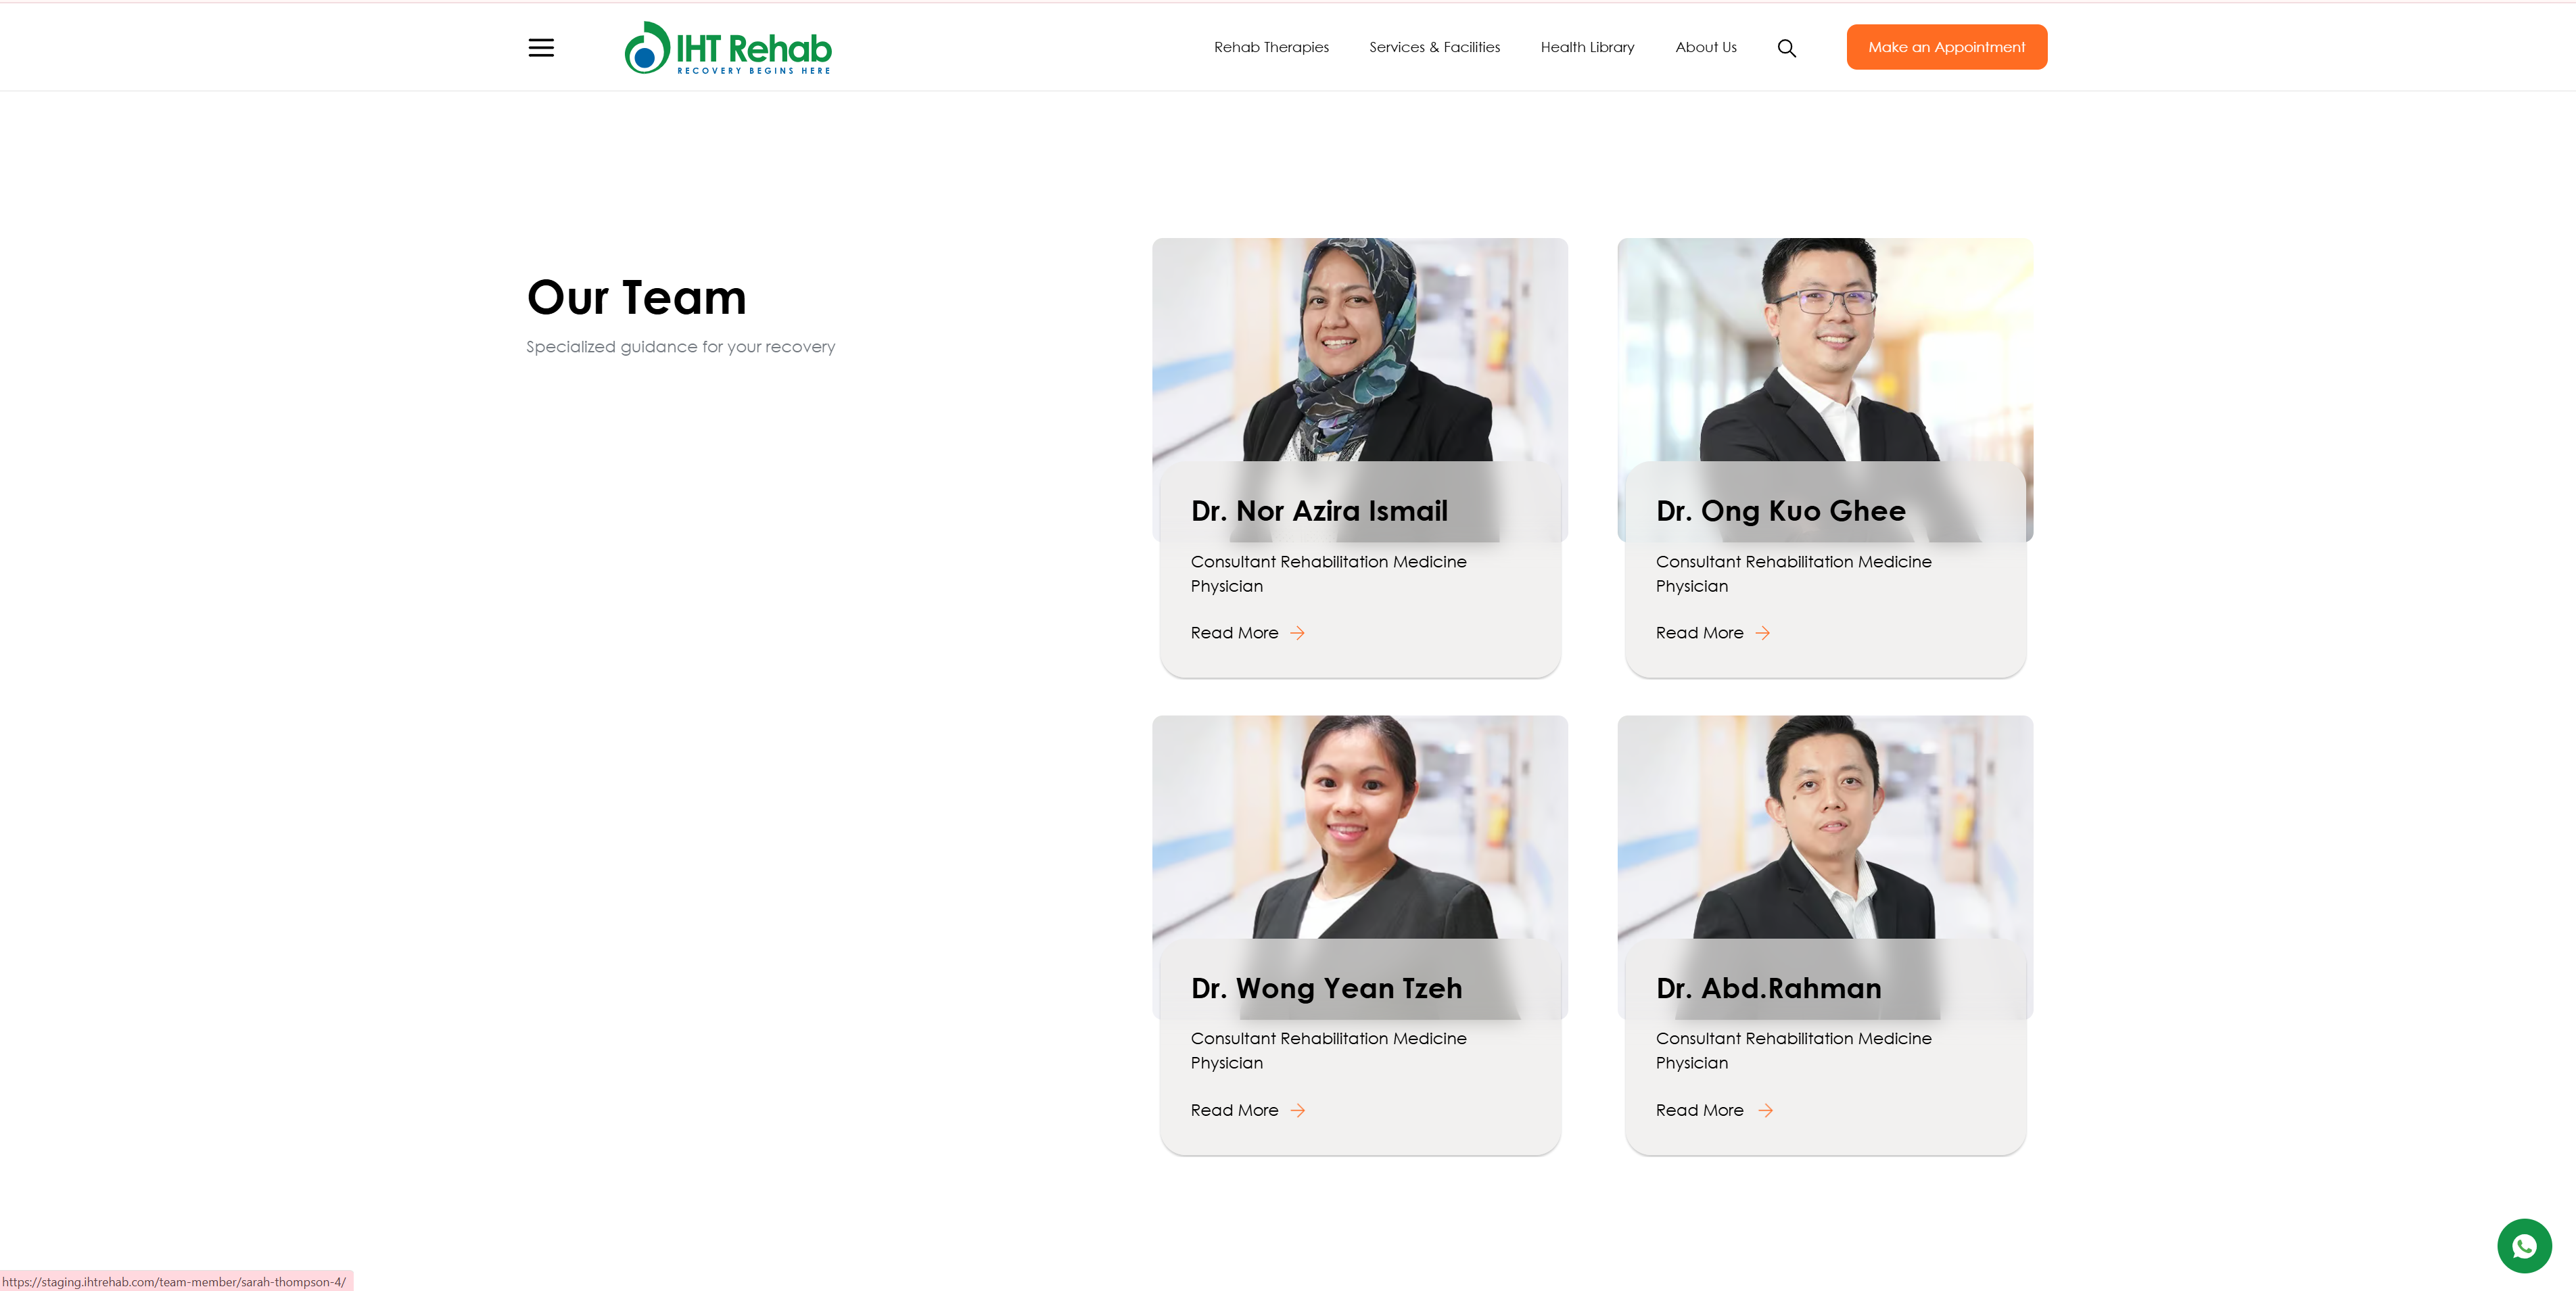 IHT Rehab
RECOVERY BEGINS HERE
Rehab Therapies
Services & Facilities
Health Library
About Us
Make an Appointment
Our Team
Specialized guidance for your recovery
Dr. Nor Azira Ismail
Consultant Rehabilitation Medicine
Physician
Read More
Dr. Ong Kuo Ghee
Consultant Rehabilitation Medicine
Physician
Read More
Dr. Wong Yean Tzeh
Consultant Rehabilitation Medicine
Physician
Read More
Dr. Abd.Rahman
Consultant Rehabilitation Medicine
Physician
Read More
https://staging.ihtrehab.com/team-member/sarah-thompson-4/